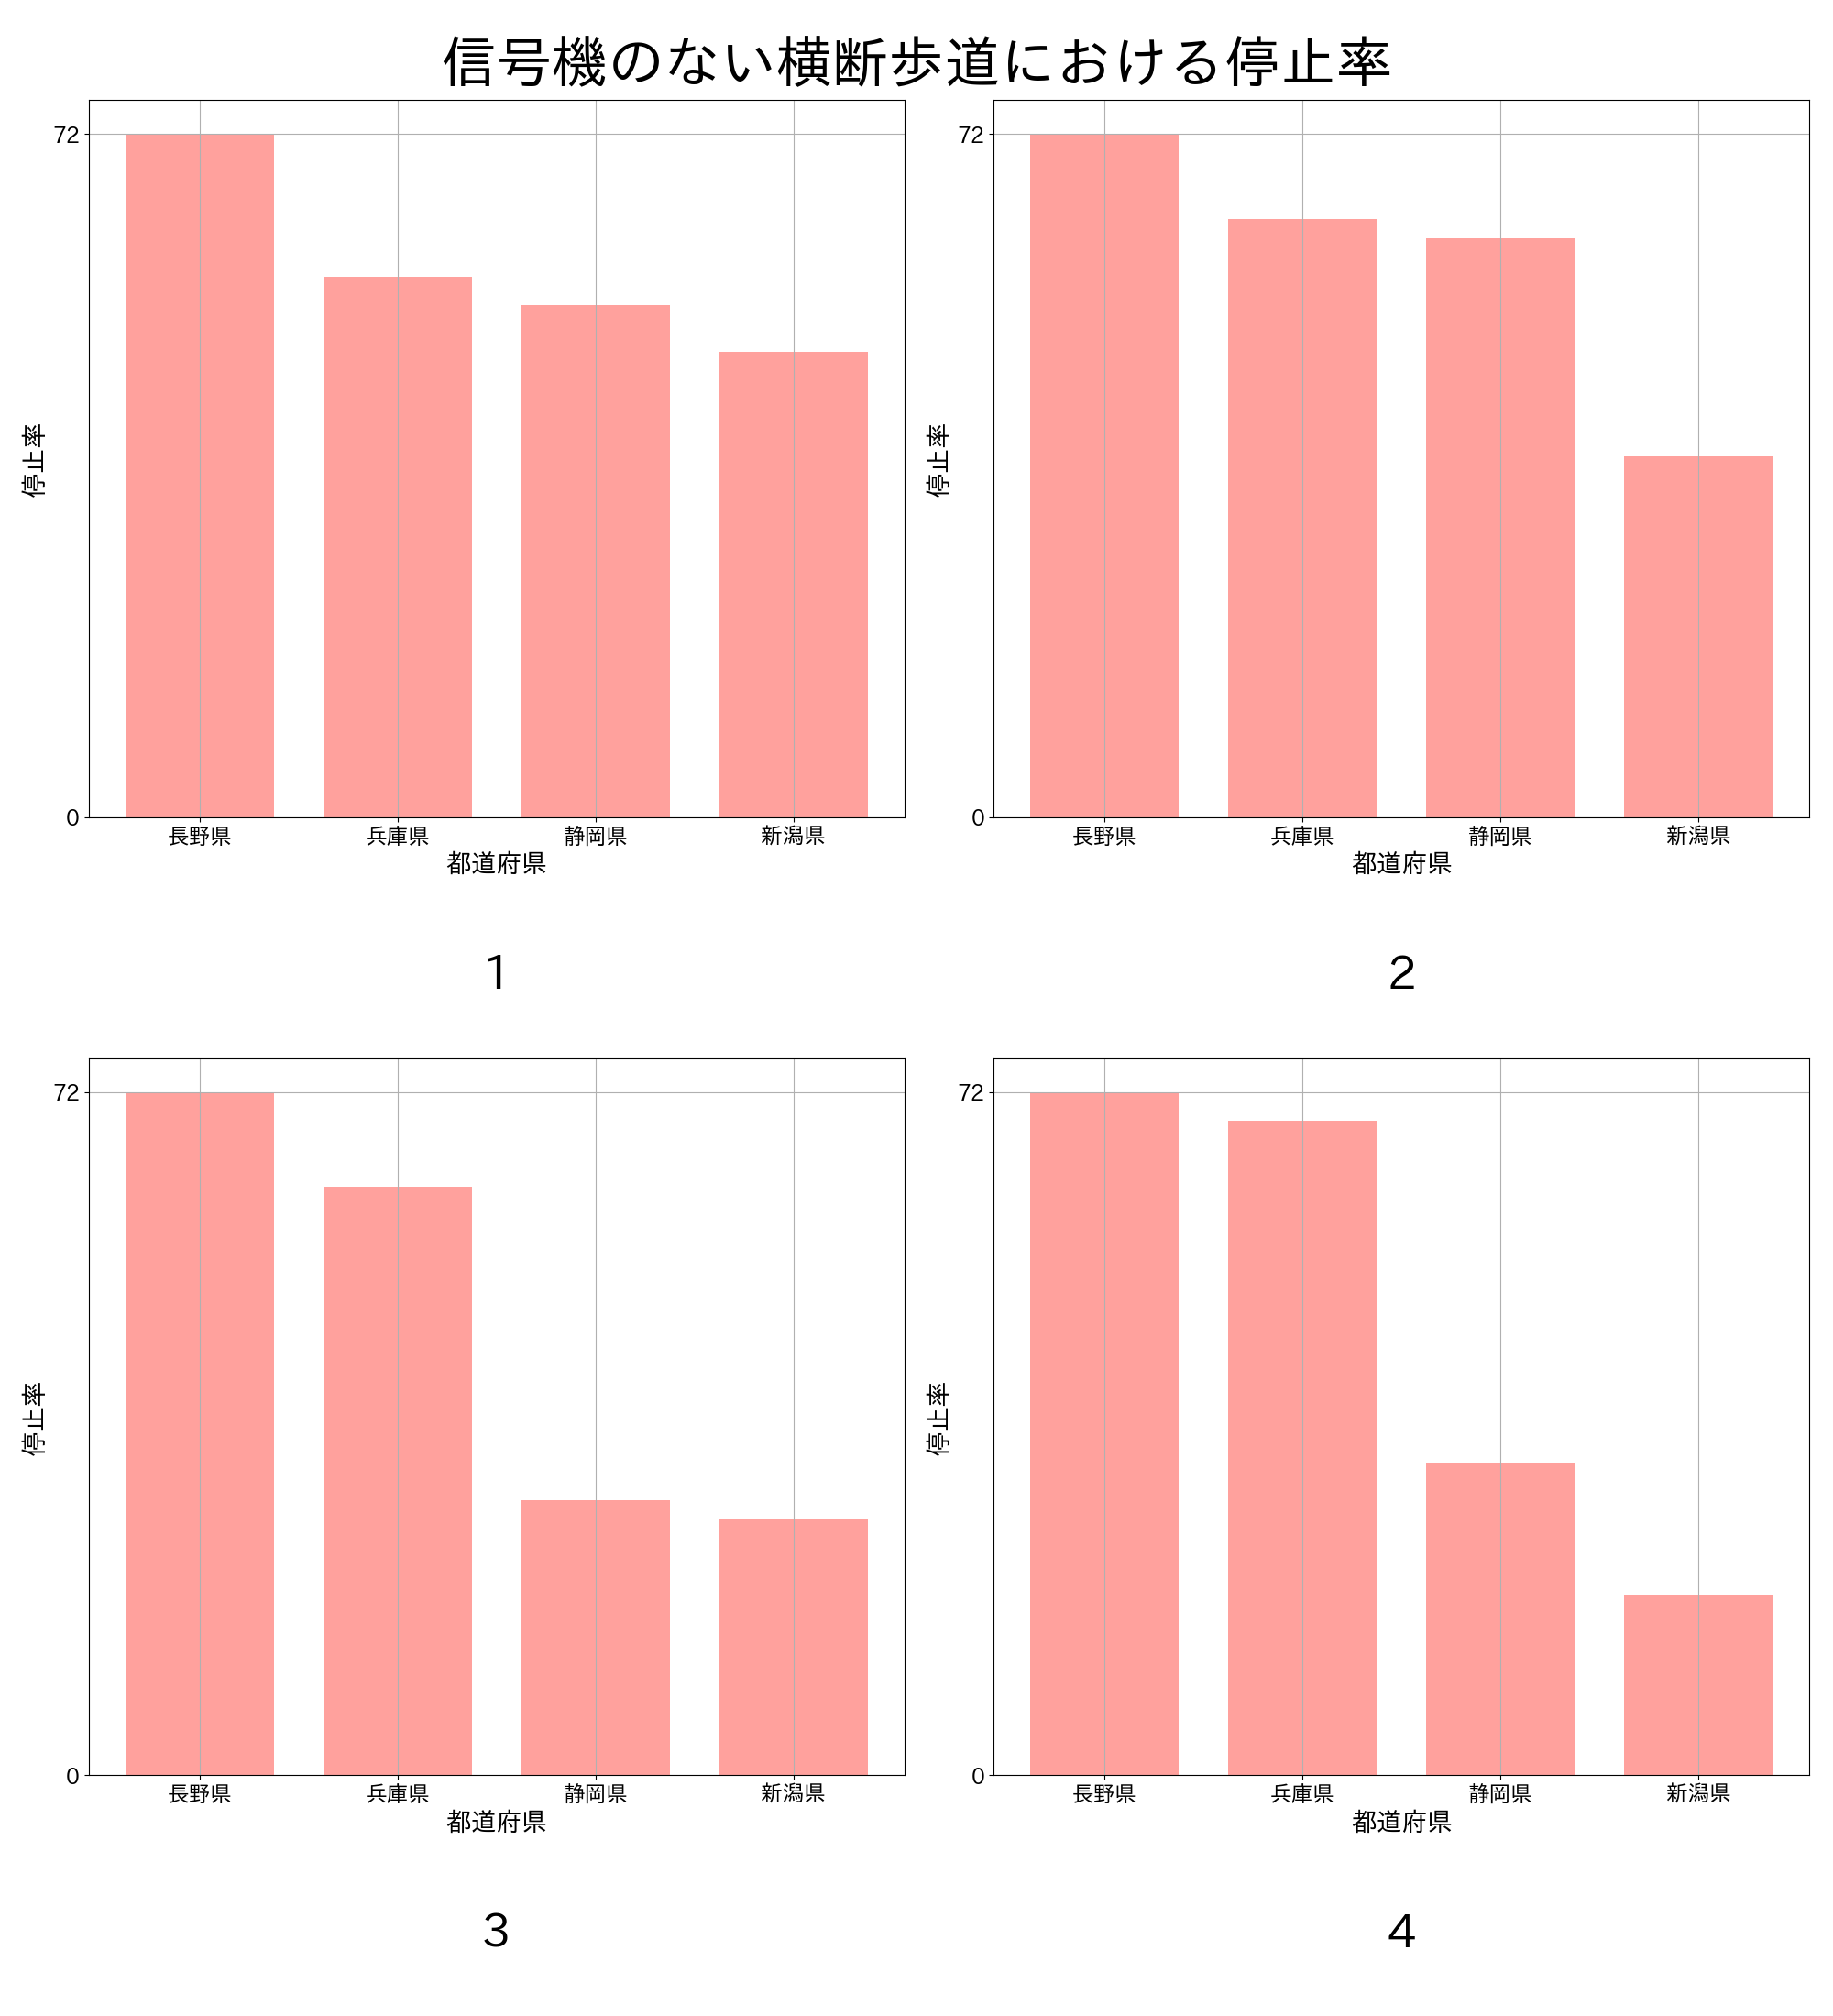 信号機のない横断歩道における停止率
72
0
停止率
長野県 兵庫県 静岡県 新潟県
都道府県
1
72
0
停止率
長野県 兵庫県 静岡県 新潟県
都道府県
2
72
0
停止率
長野県 兵庫県 静岡県 新潟県
都道府県
3
72
0
停止率
長野県 兵庫県 静岡県 新潟県
都道府県
4